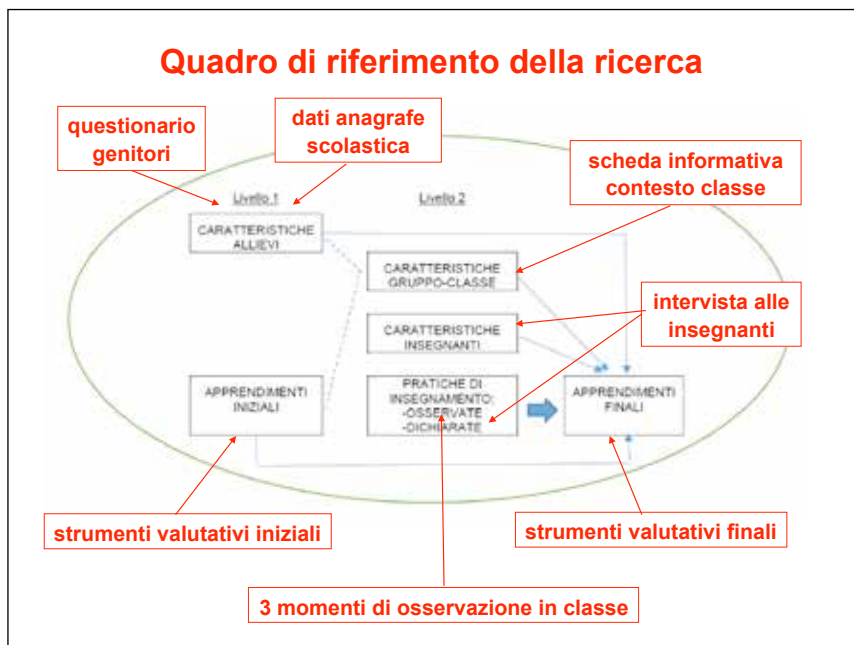 Quadro di riferimento della ricerca
questionario
genitori
dati anagrafe
scolastica
scheda informativa
contesto classe
Livello 1
Livello 2
CARATTERISTICHE
ALLIEVI
CARATTERISTICHE
GRUPPO-CLASSE
intervista alle
insegnanti
CARATTERISTICHE
INSEGNANTI
APPRENDIMENTI
INIZIALI
PRATICHE DI
INSEGNAMENTO:
-OSSERVATE
-DICHIARATE
APPRENDIMENTI
FINALI
strumenti valutativi iniziali
strumenti valutativi finali
3 momenti di osservazione in classe